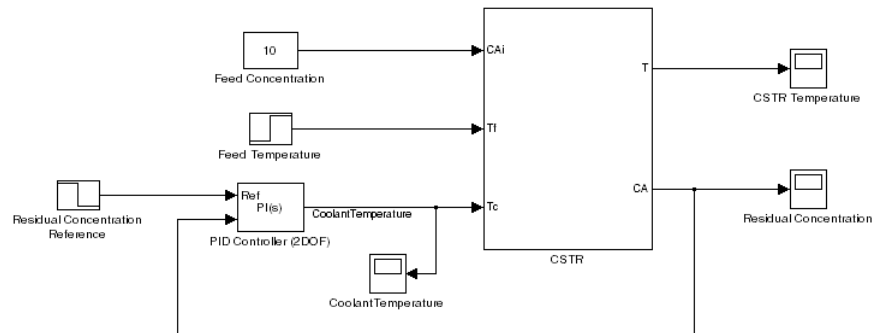 10
Feed Concentration
CAi
T
CSTR Temperature
Feed Temperature
Tf
Residual Concentration
Reference
Ref
PI(s)
PID Controller (2DOF)
CoolantTemperature
Tc
CA
Residual Concentration
CSTR
CoolantTemperature